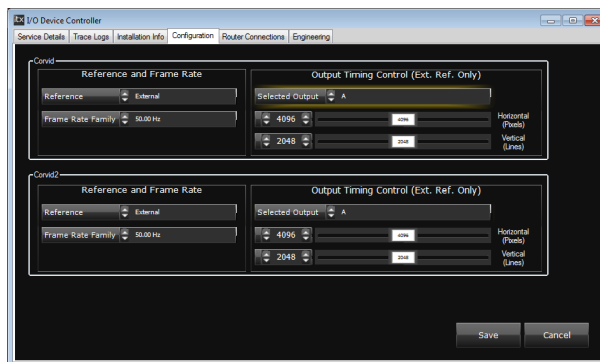 itx I/O Device Controller
Service Details Trace Logs Installation Info Configuration Router Connections Engineering
Corvid
Reference and Frame Rate
Reference External
Frame Rate Family 50.00 Hz
Output Timing Control (Ext. Ref. Only)
Selected Output A
4096 4096 Horizontal (Pixels)
2048 2048 Vertical (Lines)
Corvid2
Reference and Frame Rate
Reference External
Frame Rate Family 50.00 Hz
Output Timing Control (Ext. Ref. Only)
Selected Output A
4096 4096 Horizontal (Pixels)
2048 2048 Vertical (Lines)
Save Cancel